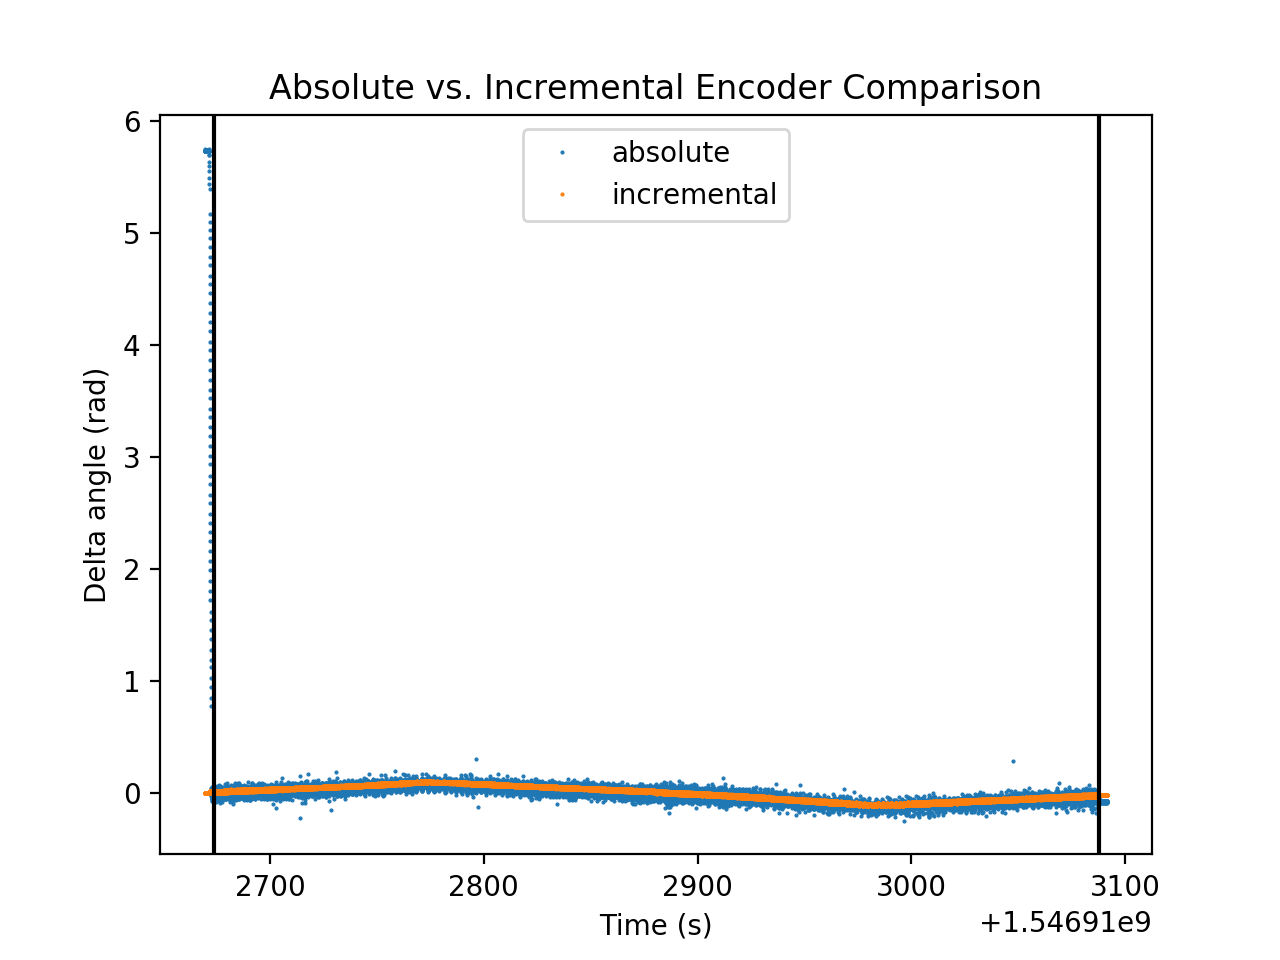 Absolute vs. Incremental Encoder Comparison
absolute
incremental
6
5
4
3
2
1
0
Delta angle (rad)
2700 2800 2900 3000 3100
Time (s)
+1.54691e9